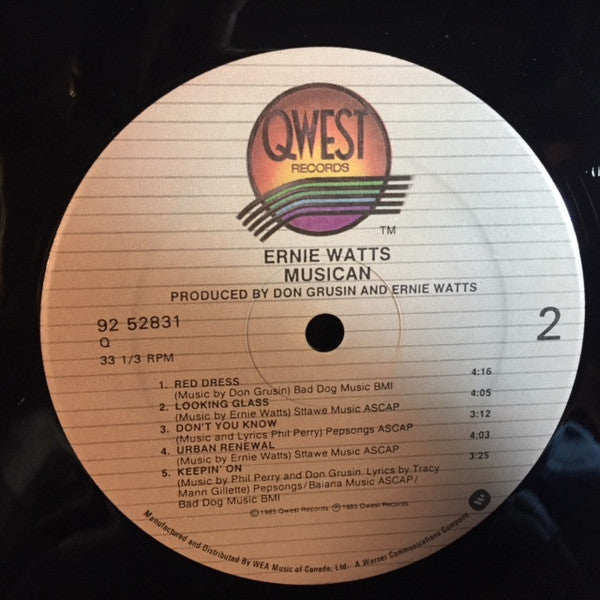 QWEST
RECORDS
TM
ERNIE WATTS
MUSICAN
PRODUCED BY DON GRUSIN AND ERNIE WATTS
92 52831
Q
33 1/3 RPM
2
1. RED DRESS 4:16
(Music by Don Grusin) Bad Dog Music BMI
2. LOOKING GLASS 4:05
(Music by Ernie Watts) Sttawe Music ASCAP
3. DON'T YOU KNOW 3:12
(Music and Lyrics Phil Perry) Pepsongs ASCAP
4. URBAN RENEWAL 4:03
(Music by Ernie Watts) Sttawe Music ASCAP
5. KEEPIN' ON 3:25
(Music by Phil Perry and Don Grusin. Lyrics by Tracy
Mann Gillette) Pepsongs/Baiana Music ASCAP/
Bad Dog Music BMI
©1985 Qwest Records ℗1985 Qwest Records
Manufactured and Distributed By WEA Music of Canada, Ltd. A Warner Communications Company